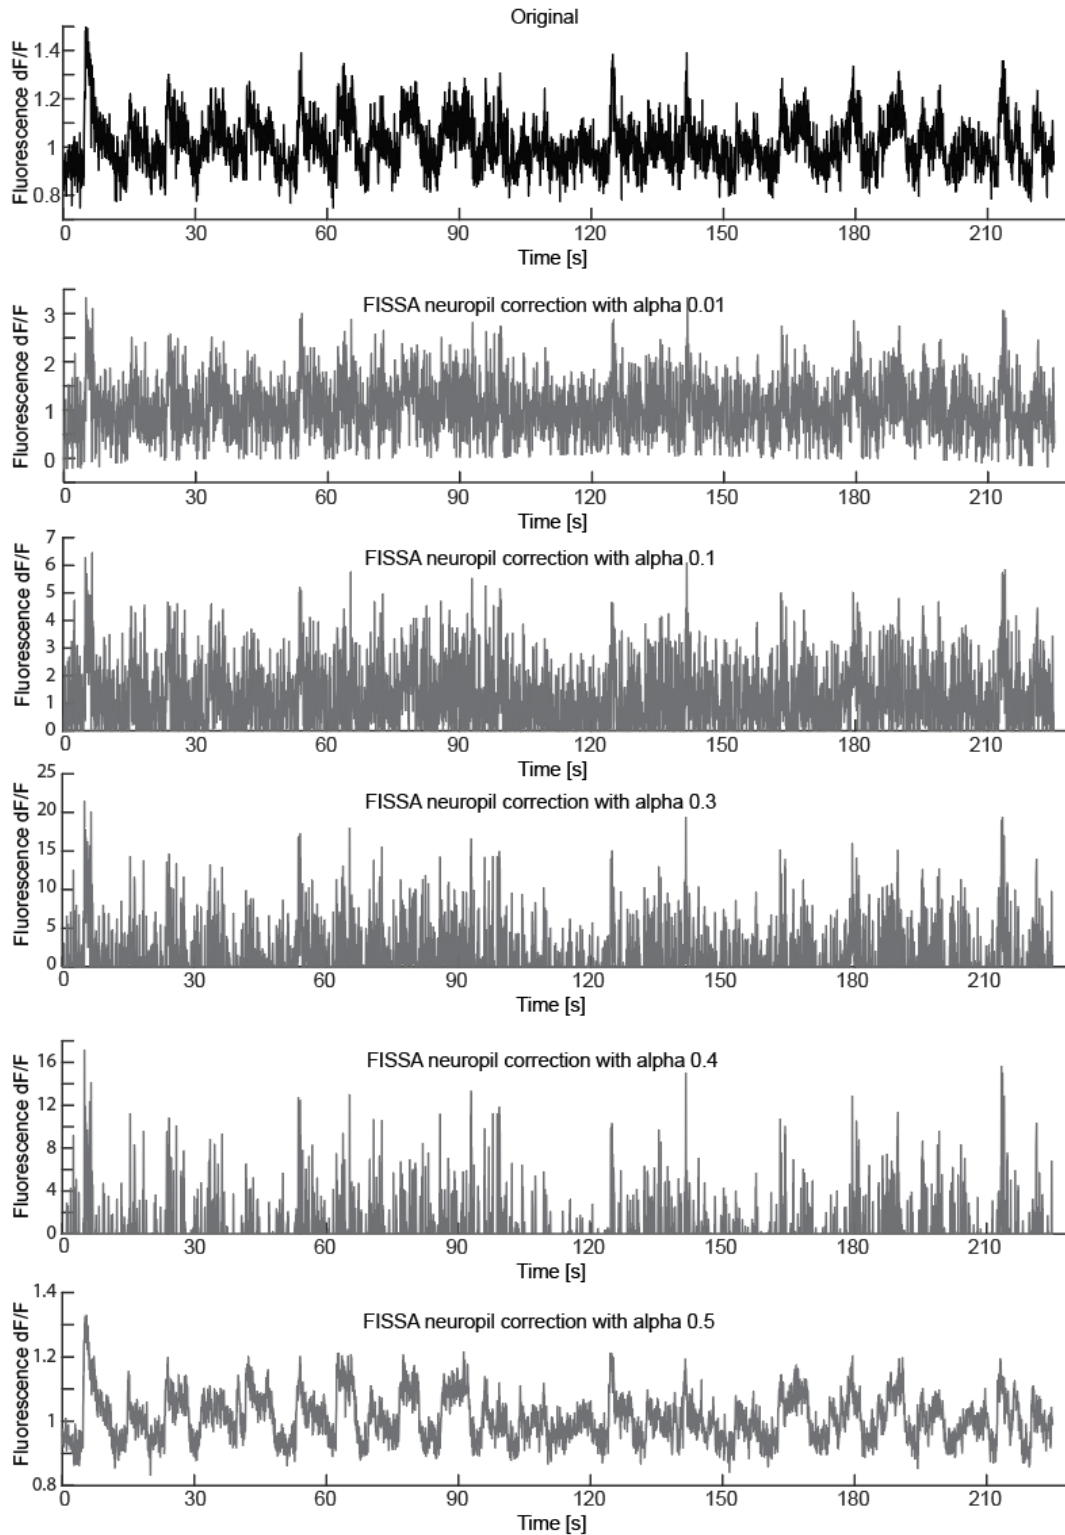 Original
Fluorescence dF/F
1.4
1.2
1
0.8
0 30 60 90 120 150 180 210
Time [s]
FISSA neuropil correction with alpha 0.01
Fluorescence dF/F
3
2
1
0
0 30 60 90 120 150 180 210
Time [s]
FISSA neuropil correction with alpha 0.1
Fluorescence dF/F
7
6
5
4
3
2
1
0
0 30 60 90 120 150 180 210
Time [s]
FISSA neuropil correction with alpha 0.3
Fluorescence dF/F
25
20
15
10
5
0
0 30 60 90 120 150 180 210
Time [s]
FISSA neuropil correction with alpha 0.4
Fluorescence dF/F
16
12
8
4
0
0 30 60 90 120 150 180 210
Time [s]
FISSA neuropil correction with alpha 0.5
Fluorescence dF/F
1.4
1.2
1
0.8
0 30 60 90 120 150 180 210
Time [s]